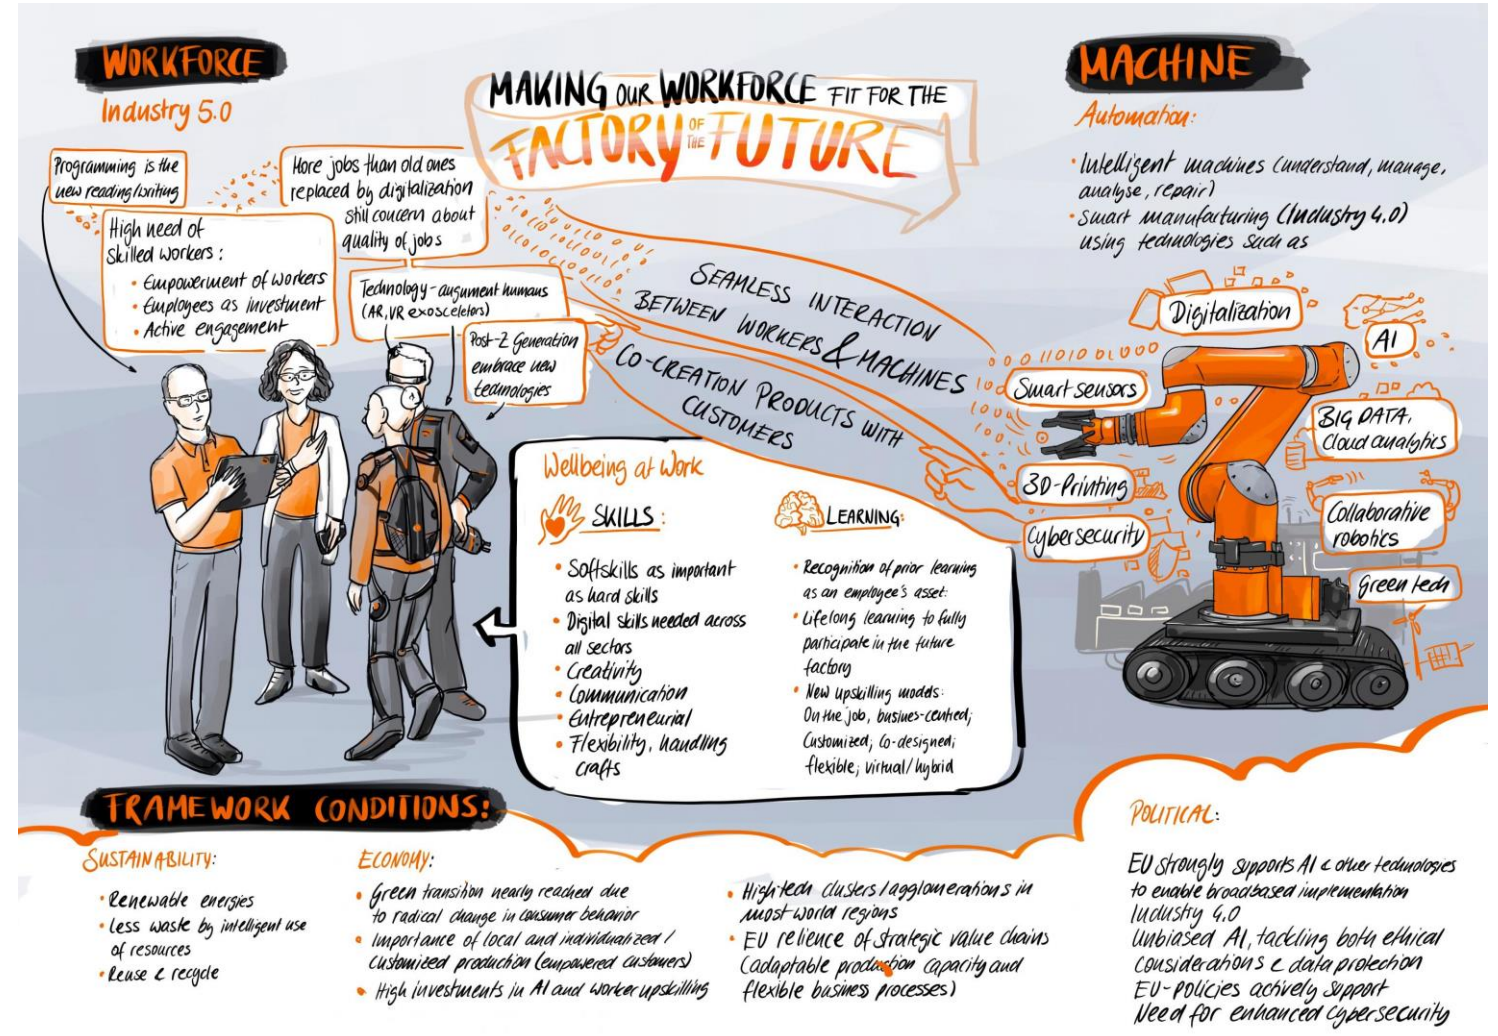 MAKING OUR WORKFORCE FIT FOR THE
FACTORY OF THE FUTURE
WORKFORCE
Industry 5.0
Programming is the
new reading/writing
More jobs than old ones
replaced by digitalization
still concern about
quality of jobs
High need of
Skilled workers:
• Empowerment of workers
• Employees as investment
• Active engagement
Technology-augument humans
(AR, VR exosceletors)
Post-Z Generation
embrace new
technologies
SEAMLESS INTERACTION
BETWEEN WORKERS & MACHINES
CO-CREATION PRODUCTS WITH
CUSTOMERS
MACHINE
Automation:
• Intelligent machines (understand, manage,
analyse, repair)
• Smart manufacturing (Industry 4.0)
using technologies such as
Digitalization
AI
Smart sensors
BIG DATA,
Cloud analytics
3D-Printing
Collaborative
robotics
Cybersecurity
Green tech
Wellbeing at Work
SKILLS:
• Softskills as important
as hard skills
• Digital skills needed across
all sectors
• Creativity
• Communication
• Entrepreneurial
• Flexibility, handling
crafts
LEARNING:
• Recognition of prior learning
as an employee's asset:
• Lifelong learning to fully
participate in the future
factory
• New upskilling models:
On the job, busines-centred;
Customized; Co-designed;
flexible; virtual/hybrid
FRAMEWORK CONDITIONS:
SUSTAINABILITY:
• Renewable energies
• Less waste by intelligent use
of resources
• Reuse & recycle
ECONOMY:
• Green transition nearly reached due
to radical change in consumer behavior
• Importance of local and individualized /
customized production (empowered customers)
• High investments in AI and worker upskilling
• High tech clusters/agglomerations in
most world regions
• EU relience of strategic value chains
(adaptable production capacity and
flexible business processes)
POLITICAL:
EU strongly supports AI & other technologies
to enable broadbased implementation
Industry 4.0
Unbiased AI, tackling both ethical
considerations & data protection
EU-policies actively support
Need for enhanced cybersecurity